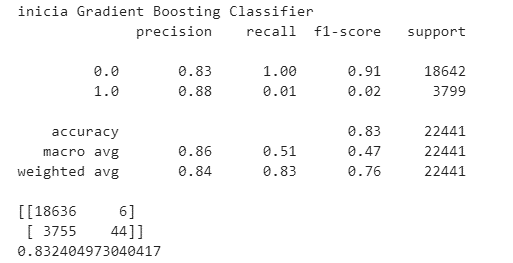 inicia Gradient Boosting Classifier
precision recall f1-score support
0.0 0.83 1.00 0.91 18642
1.0 0.88 0.01 0.02 3799
accuracy 0.83 22441
macro avg 0.86 0.51 0.47 22441
weighted avg 0.84 0.83 0.76 22441
[[18636 6]
[ 3755 44]]
0.832404973040417